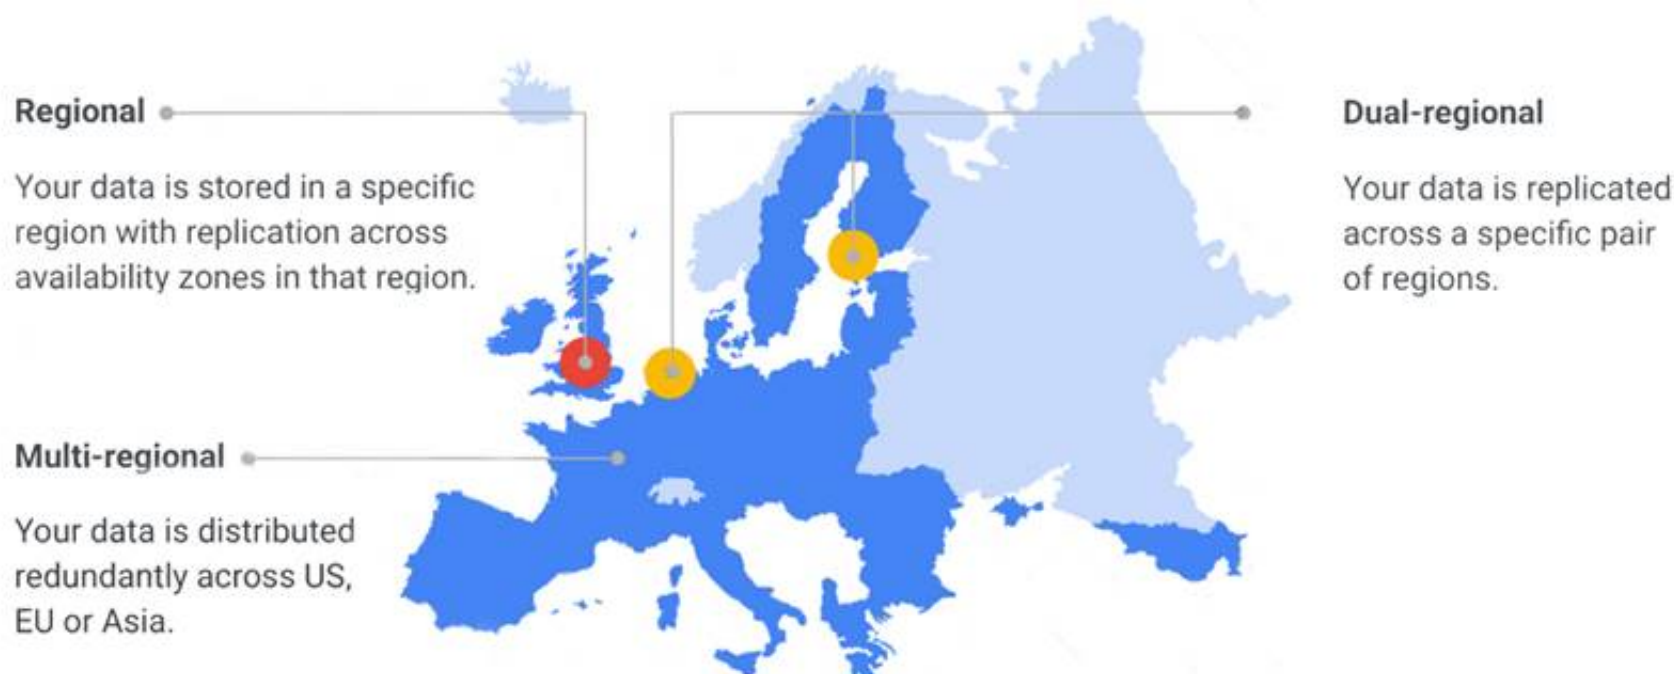 Regional
Your data is stored in a specific
region with replication across
availability zones in that region.
Dual-regional
Your data is replicated
across a specific pair
of regions.
Multi-regional
Your data is distributed
redundantly across US,
EU or Asia.